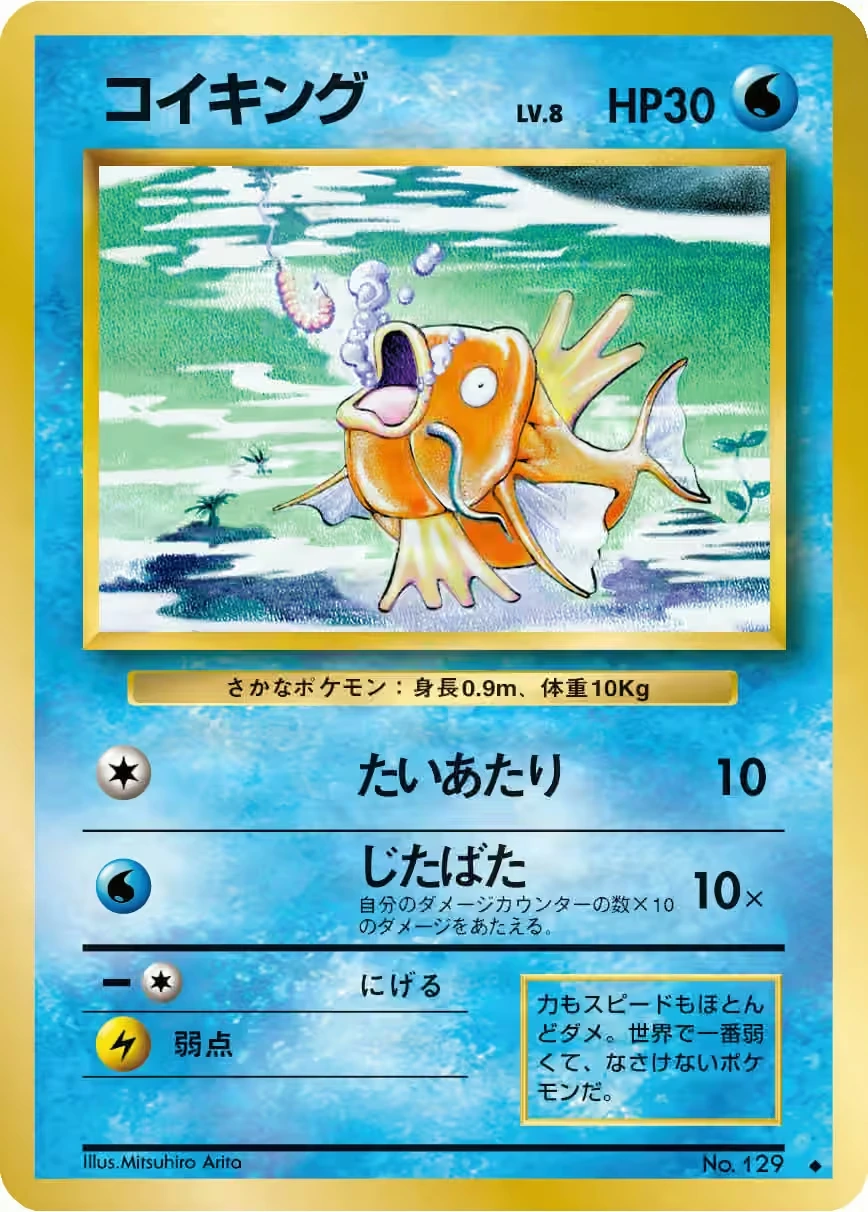 コイキング LV.8 HP30
さかなポケモン：身長0.9m、体重10Kg
たいあたり 10
じたばた 10×
自分のダメージカウンターの数×10
のダメージをあたえる。
にげる
弱点
力もスピードもほとん
どダメ。世界で一番弱
くて、なさけないポケ
モンだ。
Illus.Mitsuhiro Arita No. 129